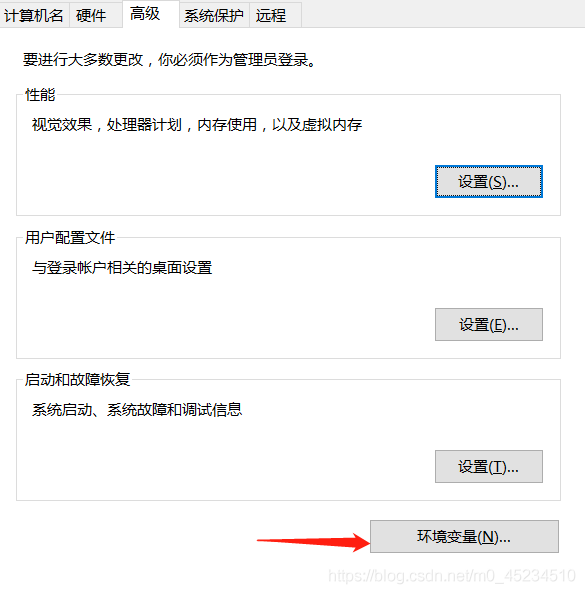 计算机名 硬件 高级 系统保护 远程
要进行大多数更改，你必须作为管理员登录。
性能
视觉效果，处理器计划，内存使用，以及虚拟内存
设置(S)...
用户配置文件
与登录帐户相关的桌面设置
设置(E)...
启动和故障恢复
系统启动、系统故障和调试信息
设置(T)...
环境变量(N)...
https://blog.csdn.net/m0_45234510